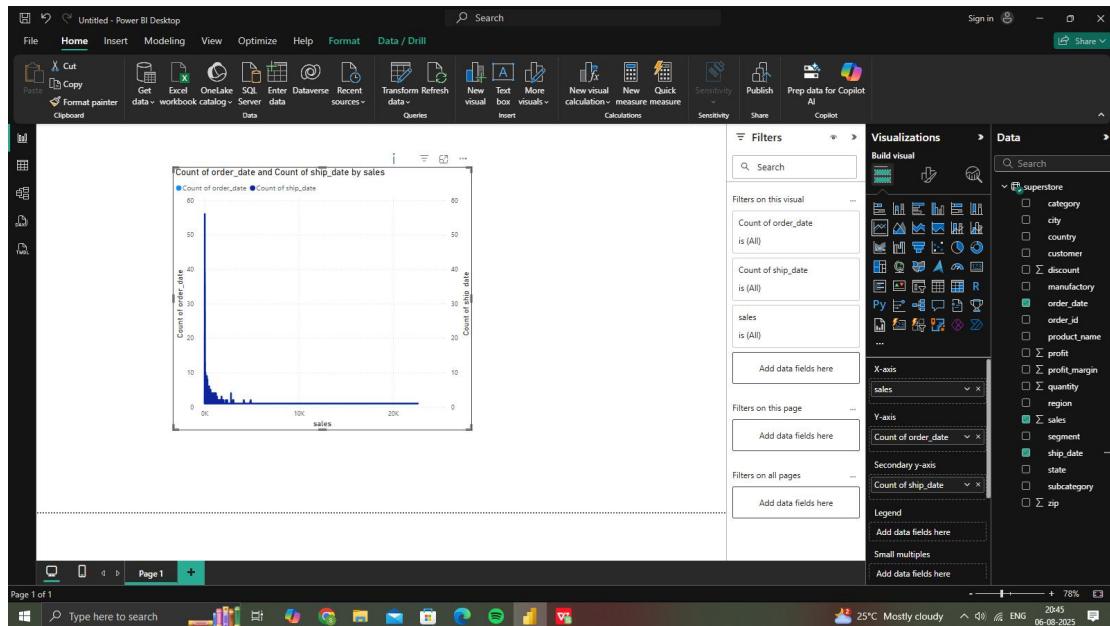 Untitled - Power BI Desktop
Search
Sign in
File Home Insert Modeling View Optimize Help Format Data / Drill
Share
Paste
Cut
Copy
Format painter
Clipboard
Get data
Excel workbook
OneLake catalog
SQL Server
Enter data
Dataverse
Recent sources
Data
Transform data
Refresh
Queries
New visual
Text box
More visuals
Insert
New visual calculation
New measure
Quick measure
Calculations
Sensitivity
Sensitivity
Publish
Share
Prep data for AI
Copilot
Copilot
Count of order_date and Count of ship_date by sales
Count of order_date Count of ship_date
60 60
50 50
40 40
30 30
20 20
10 10
0 0
0K 10K 20K
Count of order_date
Count of ship_date
sales
Filters
Search
Filters on this visual ...
Count of order_date
is (All)
Count of ship_date
is (All)
sales
is (All)
Add data fields here
Filters on this page ...
Add data fields here
Filters on all pages ...
Add data fields here
Visualizations
Build visual
R
Py
...
X-axis
sales
Y-axis
Count of order_date
Secondary y-axis
Count of ship_date
Legend
Add data fields here
Small multiples
Add data fields here
Data
Search
superstore
category
city
country
customer
∑ discount
manufactory
order_date
order_id
product_name
∑ profit
∑ profit_margin
∑ quantity
region
∑ sales
segment
ship_date ...
state
subcategory
∑ zip
Page 1 +
Page 1 of 1
- + 78%
Type here to search
25°C Mostly cloudy
ENG
20:45
06-08-2025